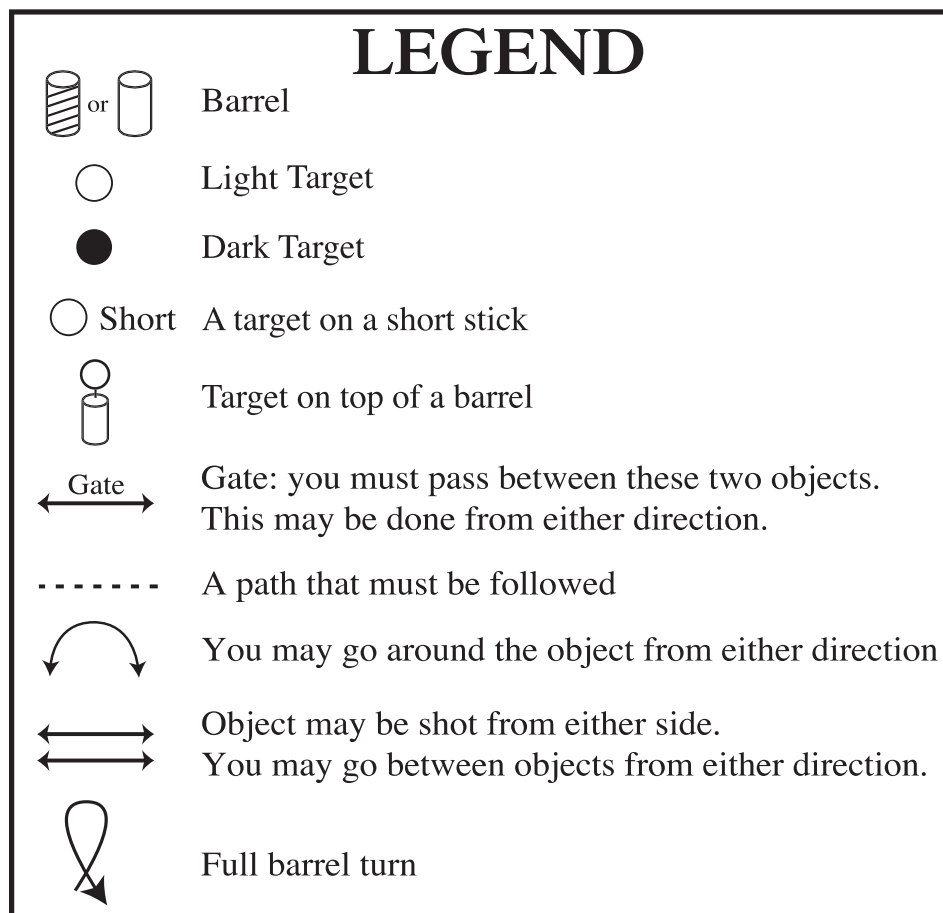 LEGEND
or Barrel
Light Target
Dark Target
Short A target on a short stick
Target on top of a barrel
Gate
Gate: you must pass between these two objects.
This may be done from either direction.
A path that must be followed
You may go around the object from either direction
Object may be shot from either side.
You may go between objects from either direction.
Full barrel turn